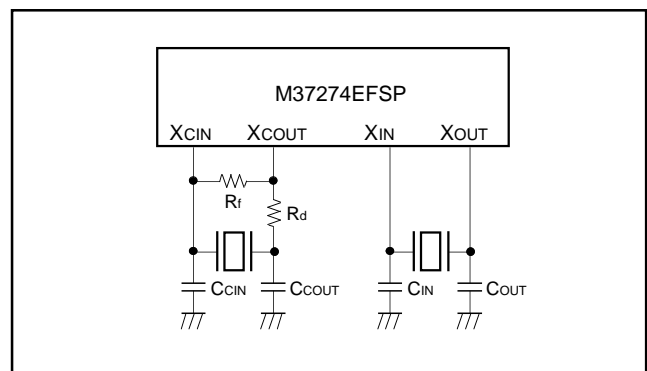 M37274EFSP
XCIN XCOUT XIN XOUT
Rf
Rd
CCIN CCOUT CIN COUT